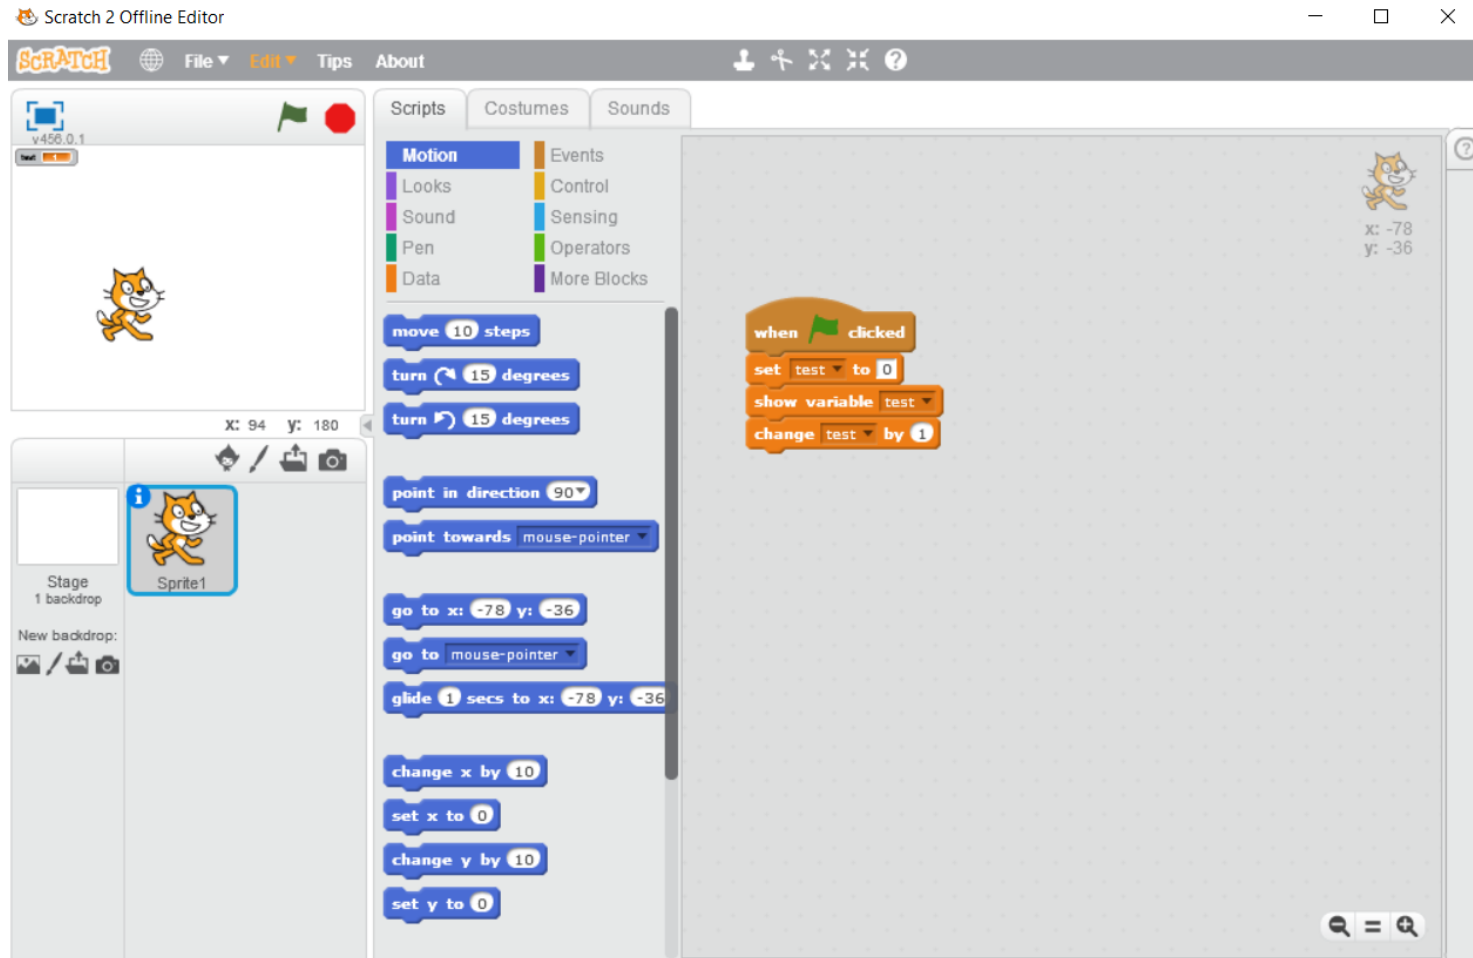 Scratch 2 Offline Editor
SCRATCH File Edit Tips About
v456.0.1
test 1
x: 94 y: 180
Stage
1 backdrop
New backdrop:
Sprite1
Scripts Costumes Sounds
Motion Events
Looks Control
Sound Sensing
Pen Operators
Data More Blocks
move 10 steps
turn 15 degrees
turn 15 degrees
point in direction 90
point towards mouse-pointer
go to x: -78 y: -36
go to mouse-pointer
glide 1 secs to x: -78 y: -36
change x by 10
set x to 0
change y by 10
set y to 0
when clicked
set test to 0
show variable test
change test by 1
x: -78
y: -36